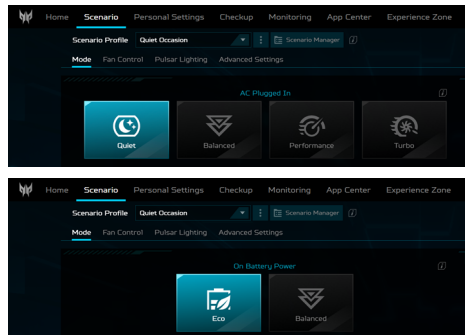 Home Scenario Personal Settings Checkup Monitoring App Center Experience Zone
Scenario Profile Quiet Occasion Scenario Manager
Mode Fan Control Pulsar Lighting Advanced Settings
AC Plugged In
Quiet Balanced Performance Turbo
Home Scenario Personal Settings Checkup Monitoring App Center Experience Zone
Scenario Profile Quiet Occasion Scenario Manager
Mode Fan Control Pulsar Lighting Advanced Settings
On Battery Power
Eco Balanced